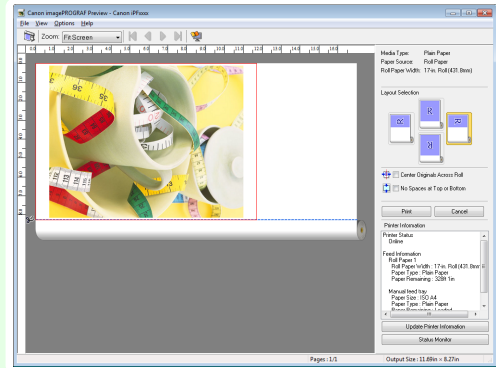 Canon imagePROGRAF Preview - Canon iPFxxxx
File View Options Help
Zoom: Fit Screen
Media Type: Plain Paper
Paper Source: Roll Paper
Roll Paper Width: 17-in. Roll(431.8mm)
Layout Selection
Center Originals Across Roll
No Spaces at Top or Bottom
Print Cancel
Printer Information
Printer Status
Online
Feed Information
Roll Paper 1
Roll Paper Width : 17-in. Roll(431.8mm
Paper Type : Plain Paper
Paper Remaining : 328ft 1in
Manual feed tray
Paper Size : ISO A4
Paper Type : Plain Paper
Paper Remaining : Loaded
Update Printer Information
Status Monitor
Pages : 1/1 Output Size : 11.69in × 8.27in